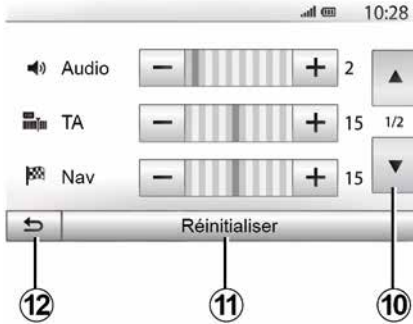 10:28
Audio − + 2
TA − + 15 1/2
Nav − + 15
Réinitialiser
12 11 10